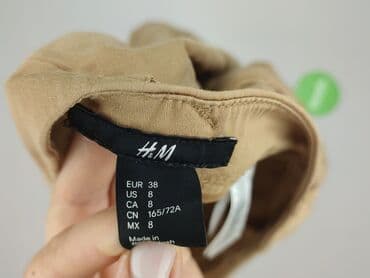 H&M
EUR 38
US 8
CA 8
CN 165/72A
MX 8
Made in